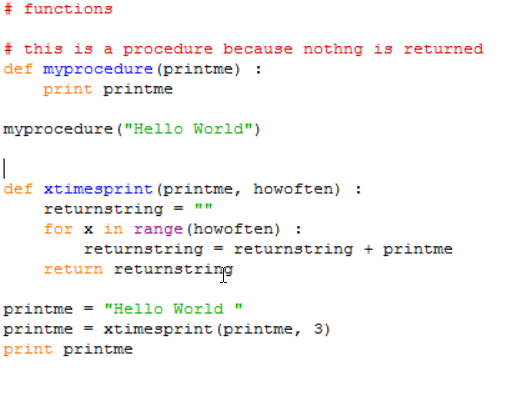 # functions
# this is a procedure because nothng is returned
def myprocedure(printme) :
    print printme
myprocedure("Hello World")
def xtimesprint(printme, howoften) :
    returnstring = ""
    for x in range(howoften) :
        returnstring = returnstring + printme
    return returnstring
printme = "Hello World "
printme = xtimesprint(printme, 3)
print printme